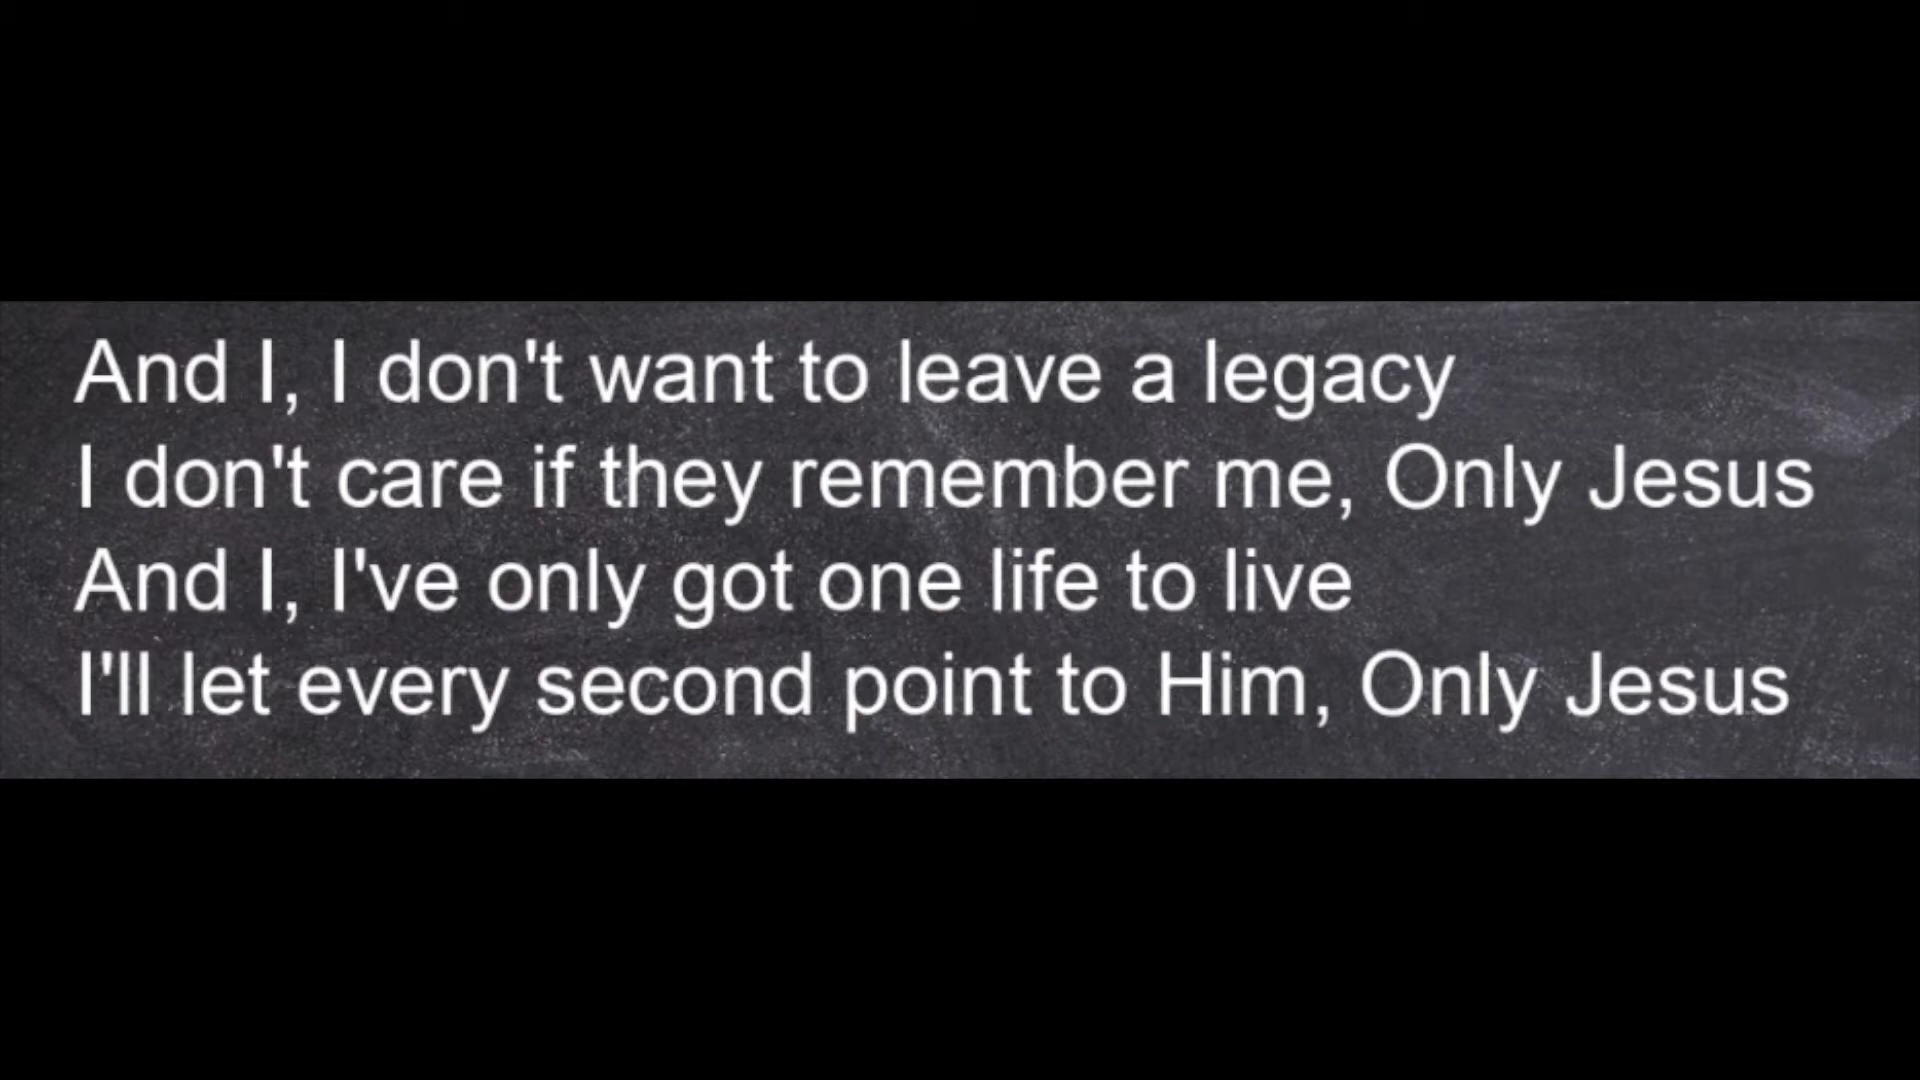 And I, I don't want to leave a legacy
I don't care if they remember me, Only Jesus
And I, I've only got one life to live
I'll let every second point to Him, Only Jesus